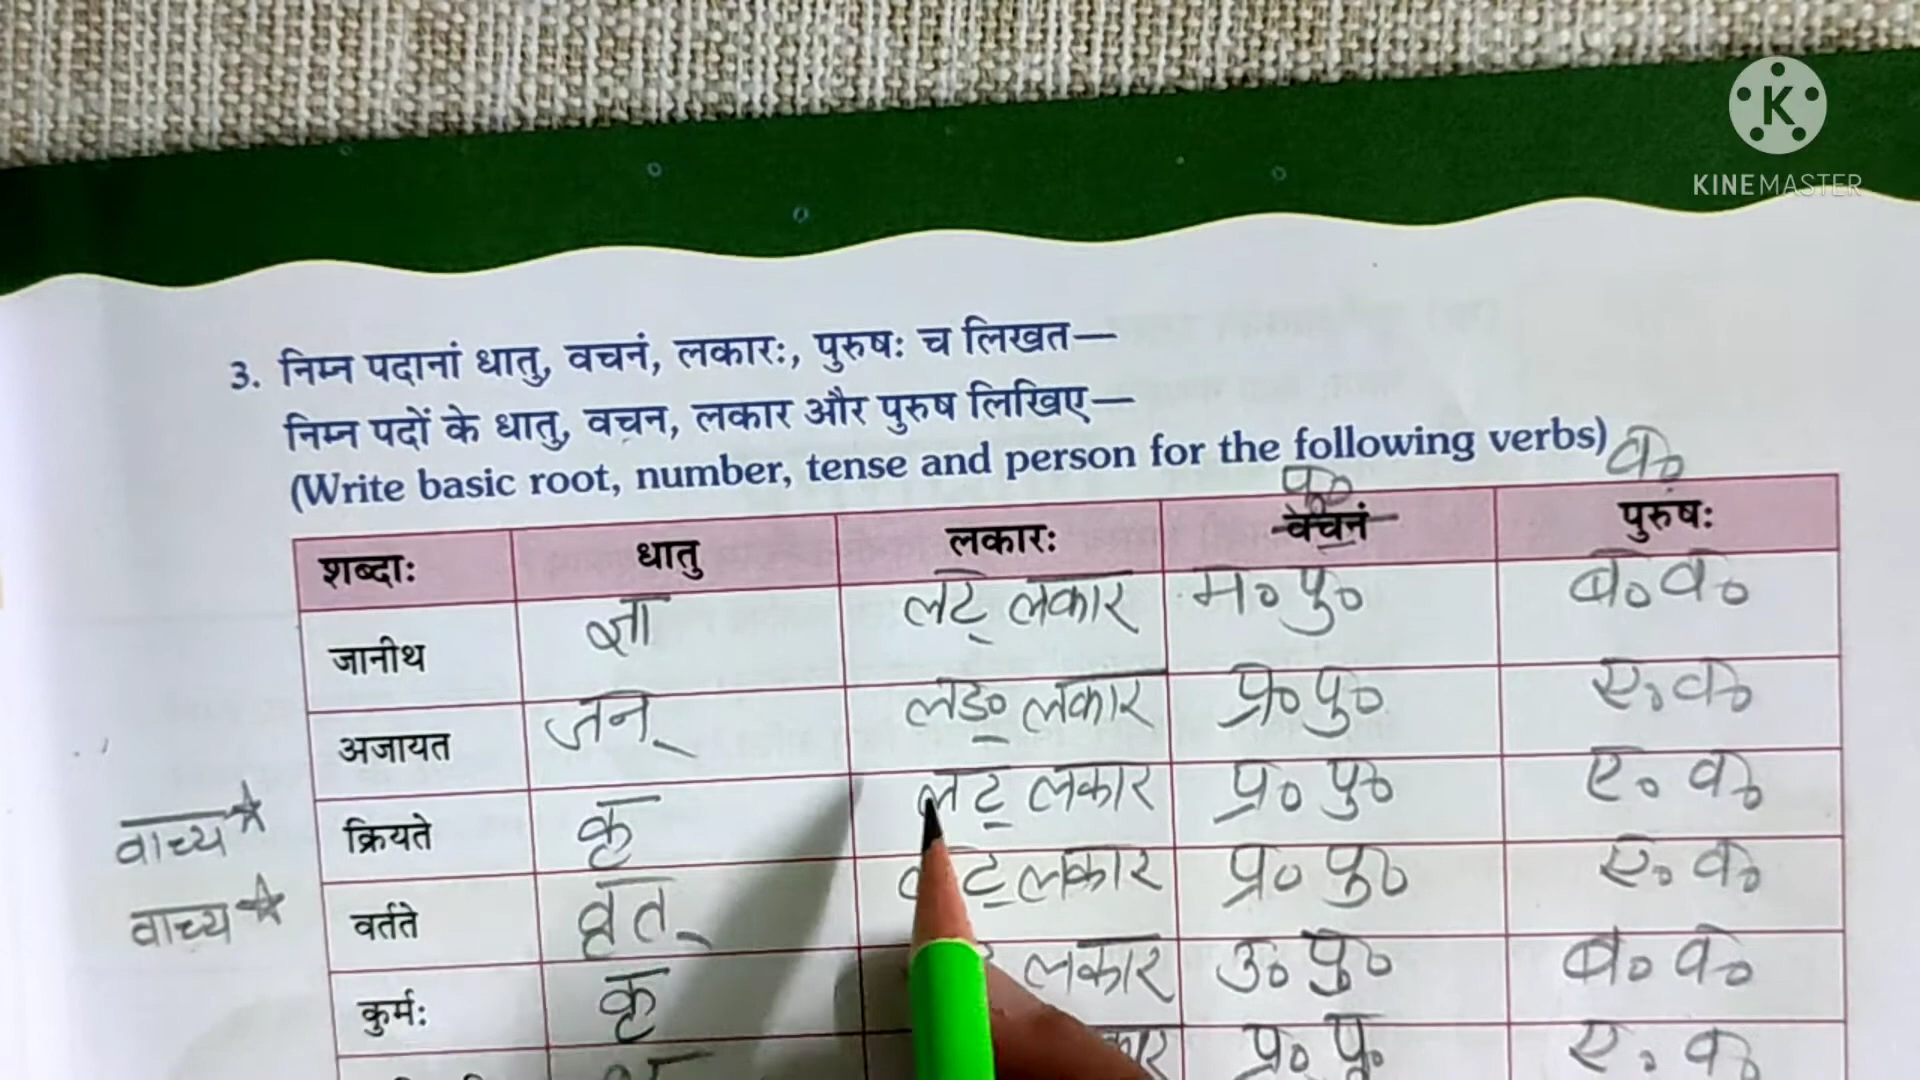 KINEMASTER
3. निम्न पदानां धातु, वचनं, लकारः, पुरुषः च लिखत—
निम्न पदों के धातु, वचन, लकार और पुरुष लिखिए—
(Write basic root, number, tense and person for the following verbs)
पु० व०
शब्दाः धातु लकारः वचनं पुरुषः
जानीथ ज्ञा लट् लकार म० पु० ब० व०
अजायत जन् लङ० लकार प्र० पु० ए० व०
वाच्य क्रियते कृ लट् लकार प्र० पु० ए० व०
वाच्य वर्तते वृत् लट् लकार प्र० पु० ए० व०
कुर्मः कृ लकार उ० पु० ब० व०
प्र० पु० ए० व०